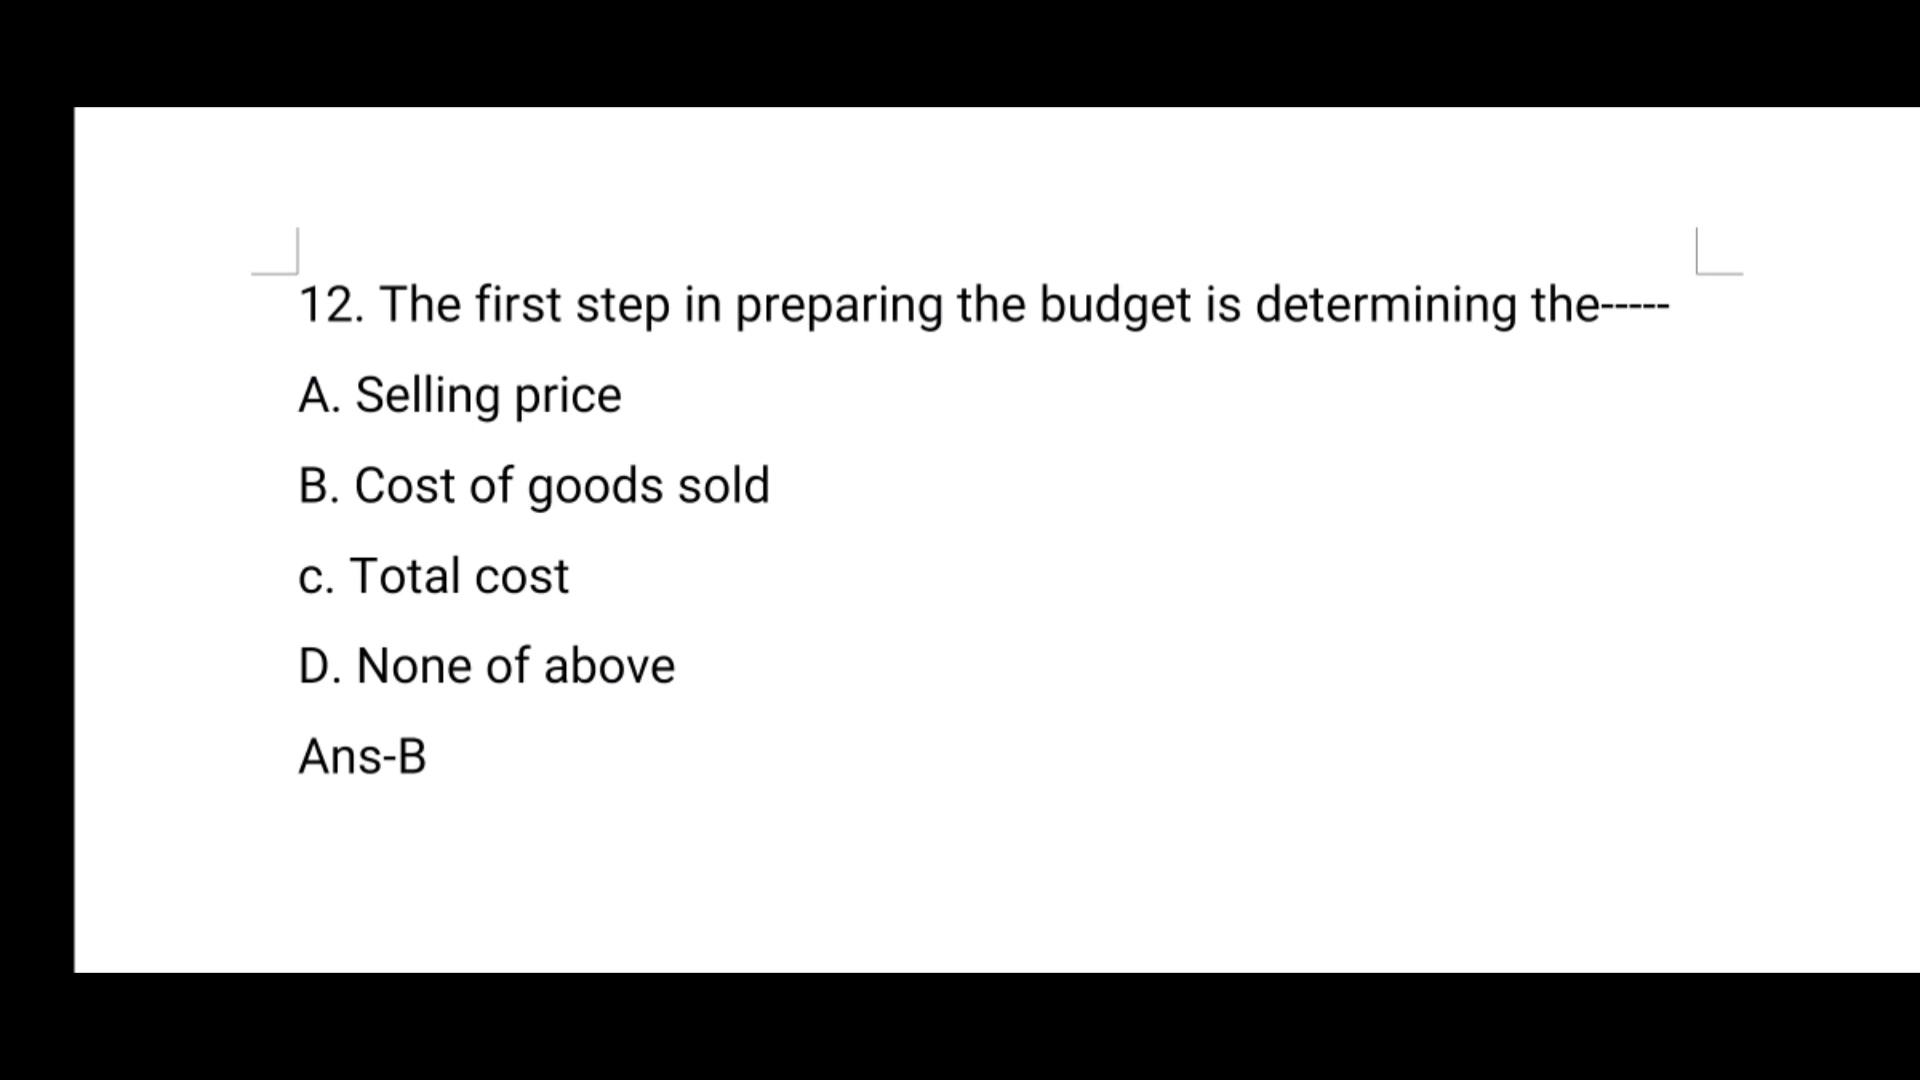 12. The first step in preparing the budget is determining the-----
A. Selling price
B. Cost of goods sold
c. Total cost
D. None of above
Ans-B